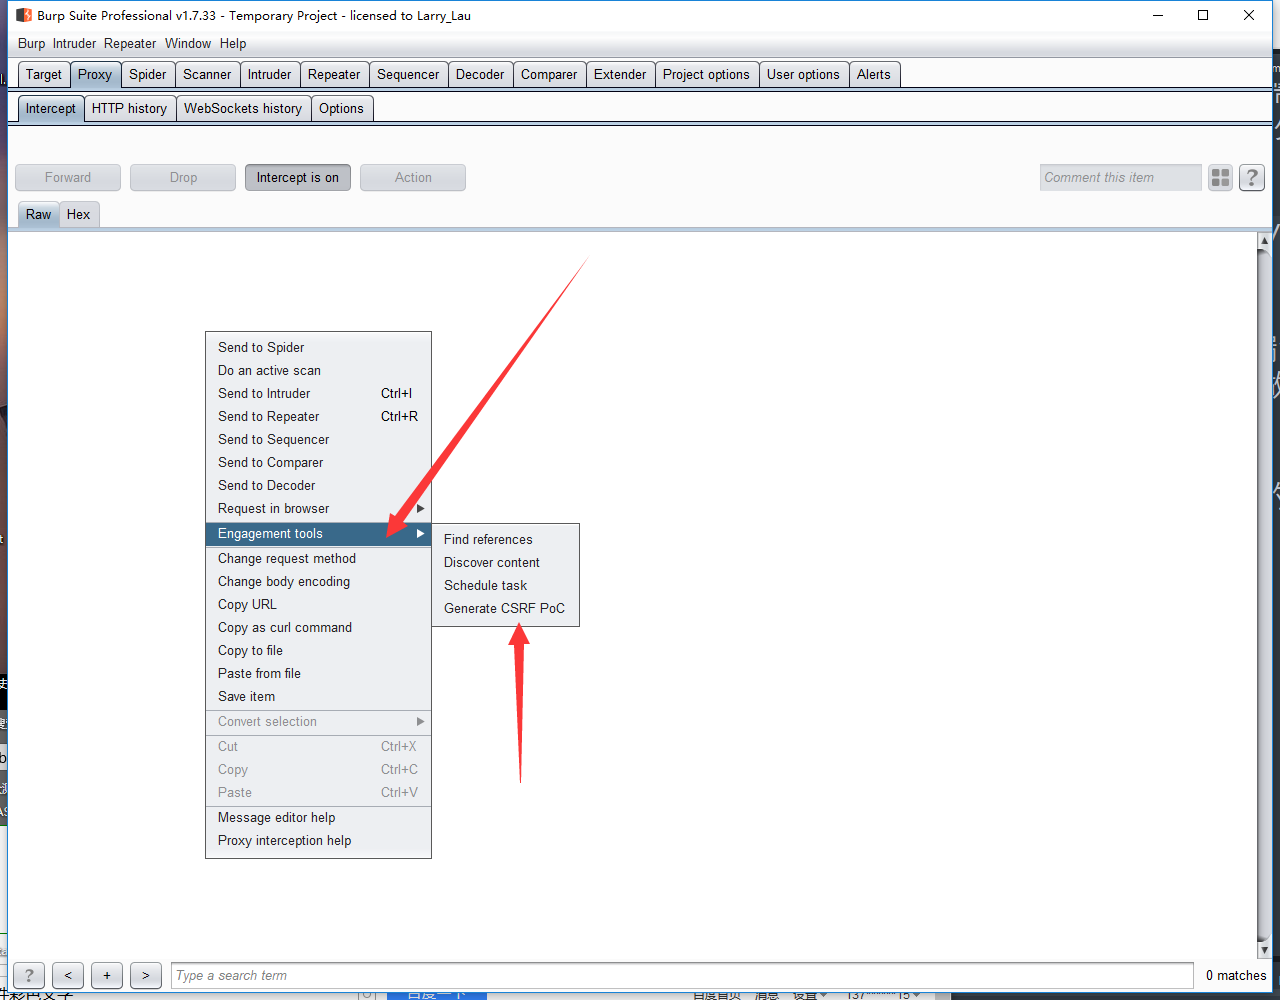 Burp Suite Professional v1.7.33 - Temporary Project - licensed to Larry_Lau
Burp Intruder Repeater Window Help
Target Proxy Spider Scanner Intruder Repeater Sequencer Decoder Comparer Extender Project options User options Alerts
Intercept HTTP history WebSockets history Options
Forward Drop Intercept is on Action Comment this item ?
Raw Hex
Send to Spider
Do an active scan
Send to Intruder Ctrl+I
Send to Repeater Ctrl+R
Send to Sequencer
Send to Comparer
Send to Decoder
Request in browser
Engagement tools
Find references
Discover content
Schedule task
Generate CSRF PoC
Change request method
Change body encoding
Copy URL
Copy as curl command
Copy to file
Paste from file
Save item
Convert selection
Cut Ctrl+X
Copy Ctrl+C
Paste Ctrl+V
Message editor help
Proxy interception help
? < + > Type a search term 0 matches